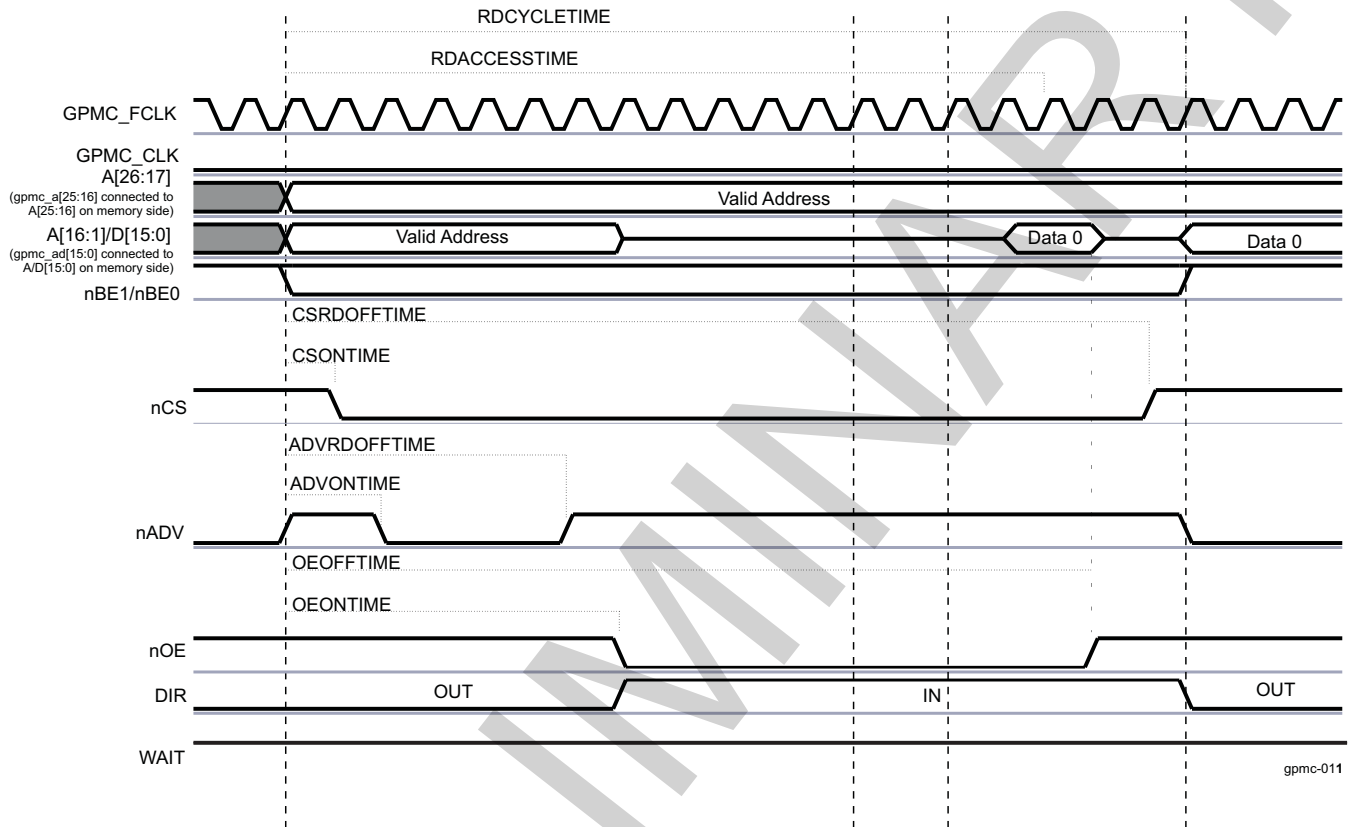 RDCYCLETIME
RDACCESSTIME
GPMC_FCLK
GPMC_CLK
A[26:17]
(gpmc_a[25:16] connected to
A[25:16] on memory side)
Valid Address
A[16:1]/D[15:0]
(gpmc_ad[15:0] connected to
A/D[15:0] on memory side)
Valid Address
Data 0
Data 0
nBE1/nBE0
CSRDOFFTIME
CSONTIME
nCS
ADVRDOFFTIME
ADVONTIME
nADV
OEOFFTIME
OEONTIME
nOE
DIR
OUT
IN
OUT
WAIT
gpmc-011